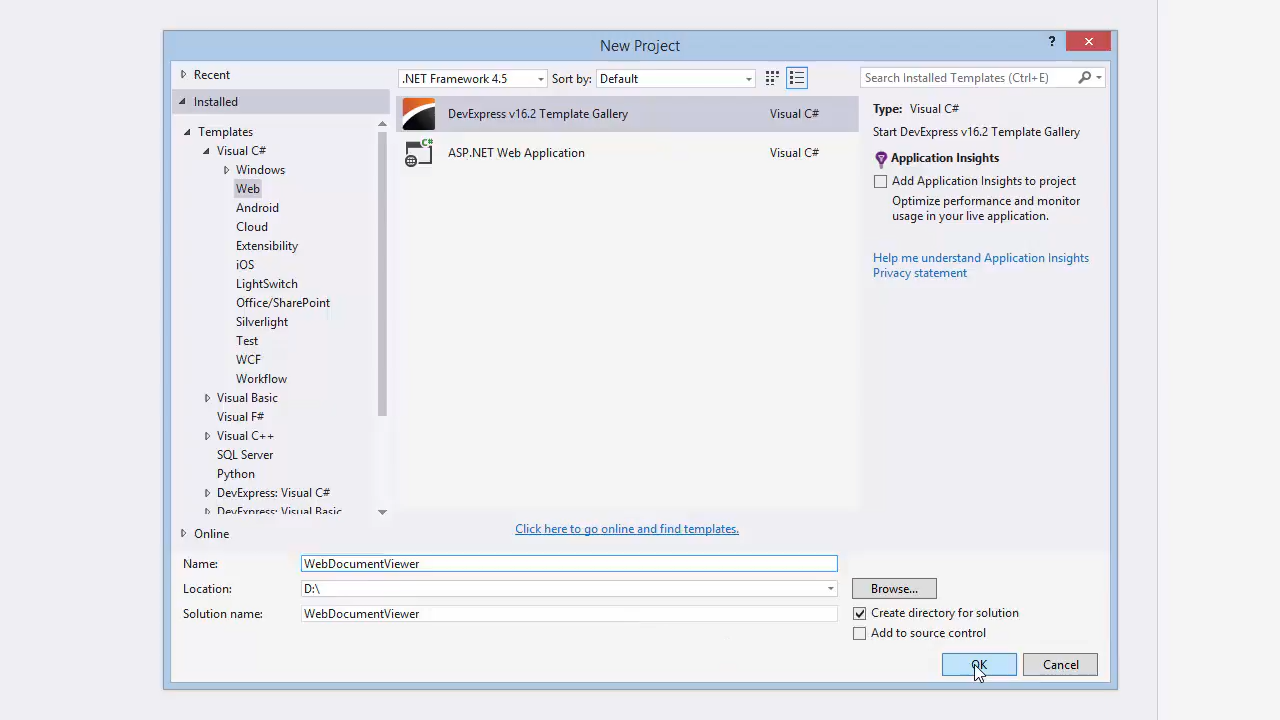 New Project
?
Recent
Installed
Templates
Visual C#
Windows
Web
Android
Cloud
Extensibility
iOS
LightSwitch
Office/SharePoint
Silverlight
Test
WCF
Workflow
Visual Basic
Visual F#
Visual C++
SQL Server
Python
DevExpress: Visual C#
DevExpress: Visual Basic
Online
.NET Framework 4.5
Sort by:
Default
DevExpress v16.2 Template Gallery
Visual C#
C#
ASP.NET Web Application
Visual C#
Click here to go online and find templates.
Search Installed Templates (Ctrl+E)
Type: Visual C#
Start DevExpress v16.2 Template Gallery
Application Insights
Add Application Insights to project
Optimize performance and monitor
usage in your live application.
Help me understand Application Insights
Privacy statement
Name:
WebDocumentViewer
Location:
D:\
Browse...
Solution name:
WebDocumentViewer
Create directory for solution
Add to source control
OK
Cancel